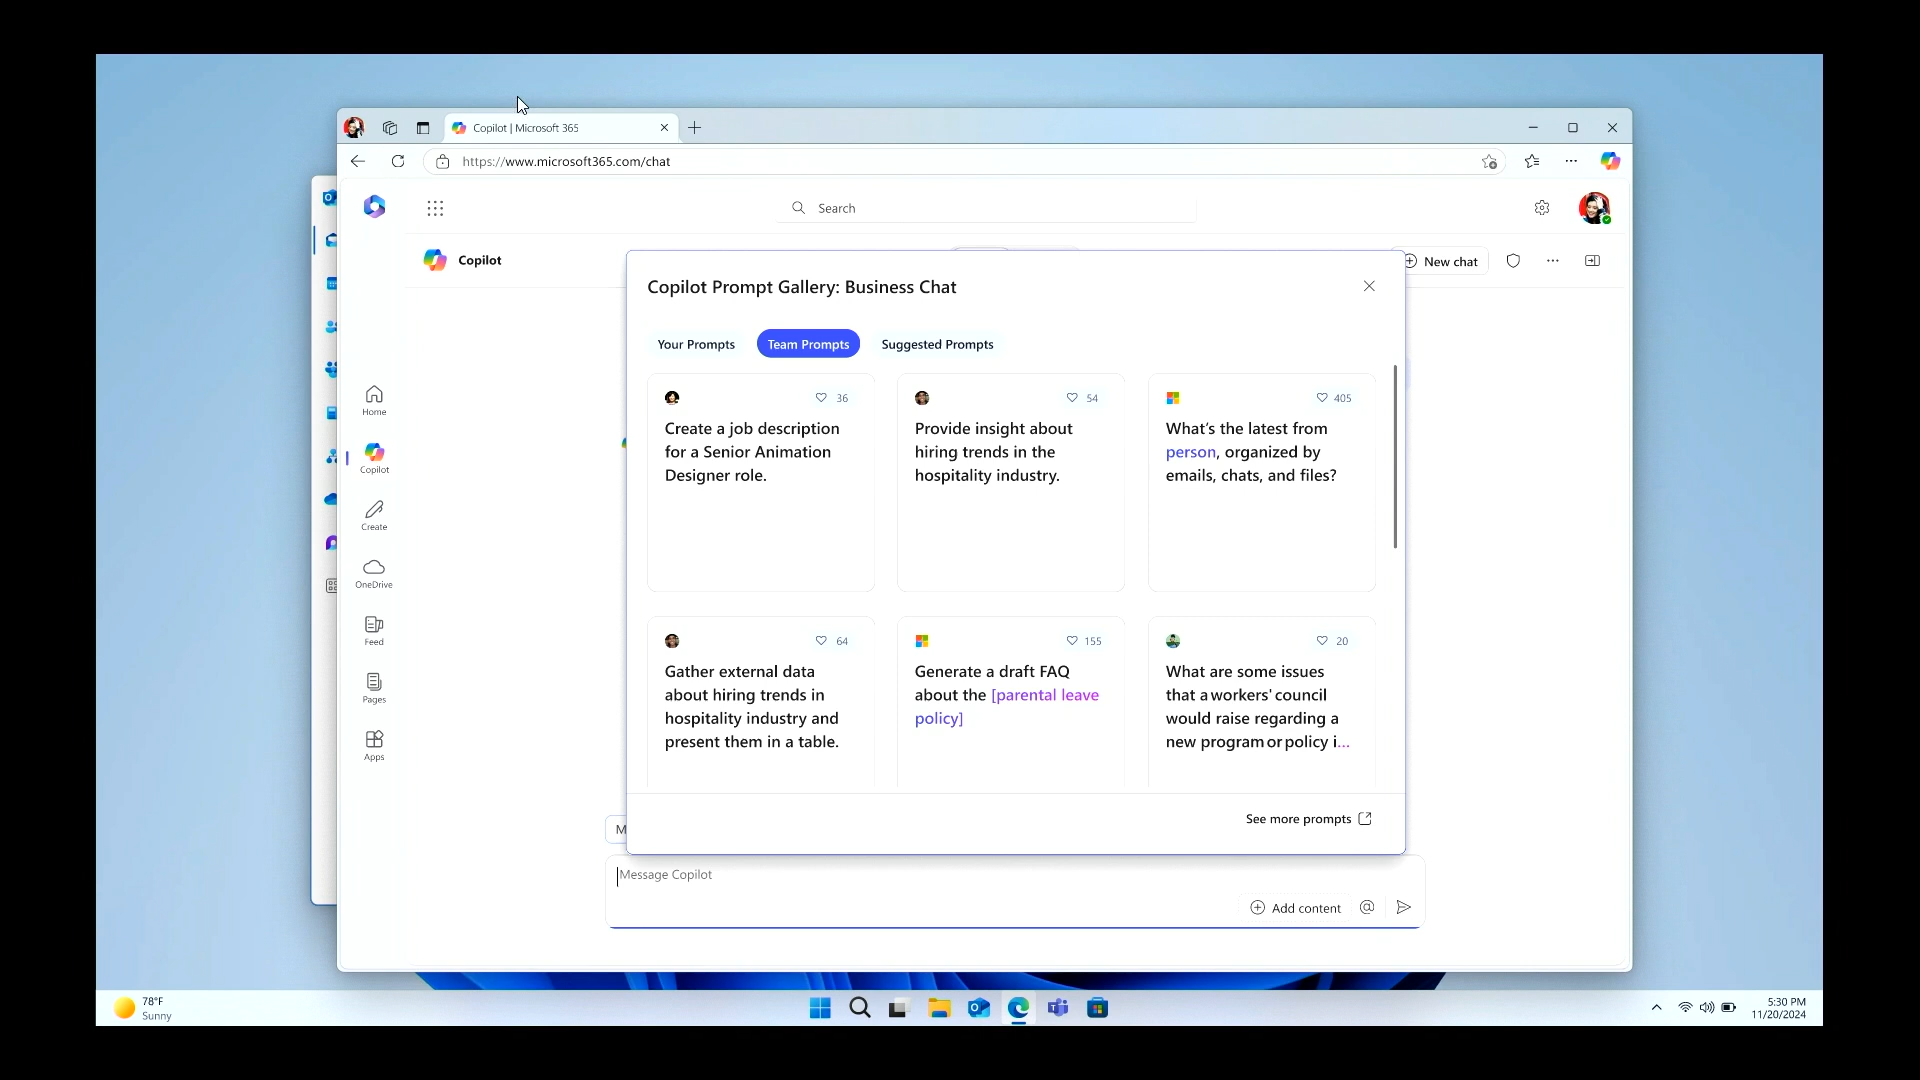 Copilot | Microsoft 365
https://www.microsoft365.com/chat
Search
Copilot
New chat
Copilot Prompt Gallery: Business Chat
Your Prompts
Team Prompts
Suggested Prompts
36
Create a job description
for a Senior Animation
Designer role.
54
Provide insight about
hiring trends in the
hospitality industry.
405
What's the latest from
person, organized by
emails, chats, and files?
64
Gather external data
about hiring trends in
hospitality industry and
present them in a table.
155
Generate a draft FAQ
about the [parental leave
policy]
20
What are some issues
that a workers' council
would raise regarding a
new program or policy i...
See more prompts
Home
Copilot
Create
OneDrive
Feed
Pages
Apps
M
Message Copilot
Add content
78°F
Sunny
5:30 PM
11/20/2024